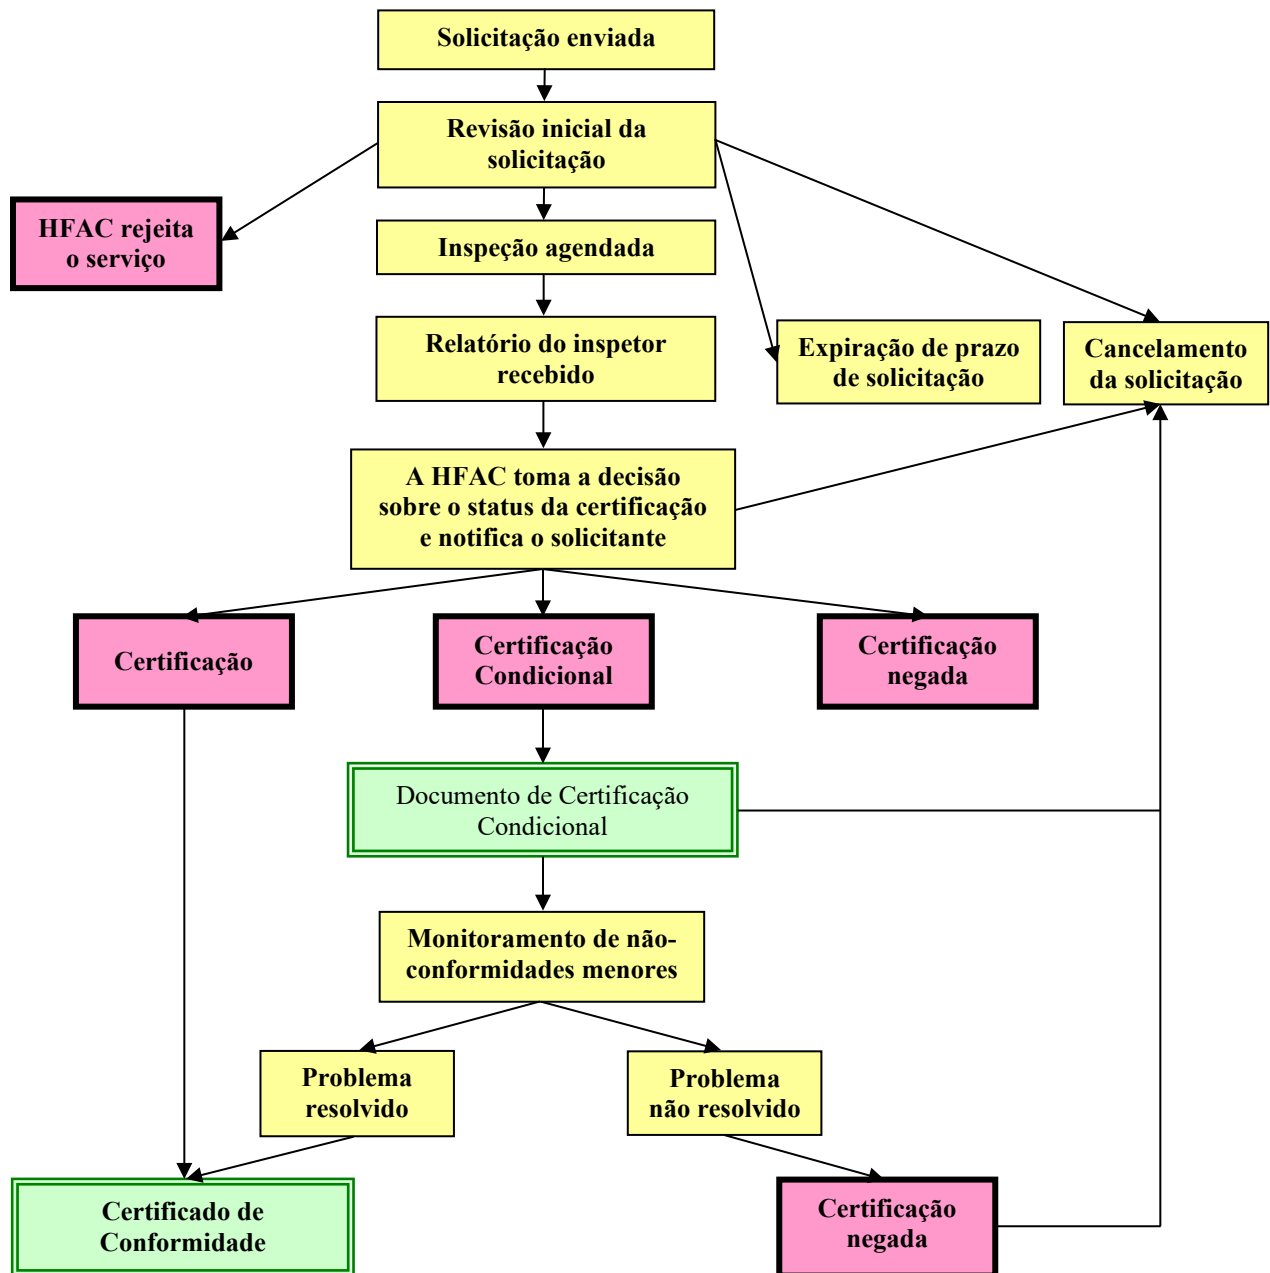 Solicitação enviada
Revisão inicial da
solicitação
HFAC rejeita
o serviço
Inspeção agendada
Relatório do inspetor
recebido
Expiração de prazo
de solicitação
Cancelamento
da solicitação
A HFAC toma a decisão
sobre o status da certificação
e notifica o solicitante
Certificação
Certificação
Condicional
Certificação
negada
Documento de Certificação
Condicional
Monitoramento de não-
conformidades menores
Problema
resolvido
Problema
não resolvido
Certificado de
Conformidade
Certificação
negada